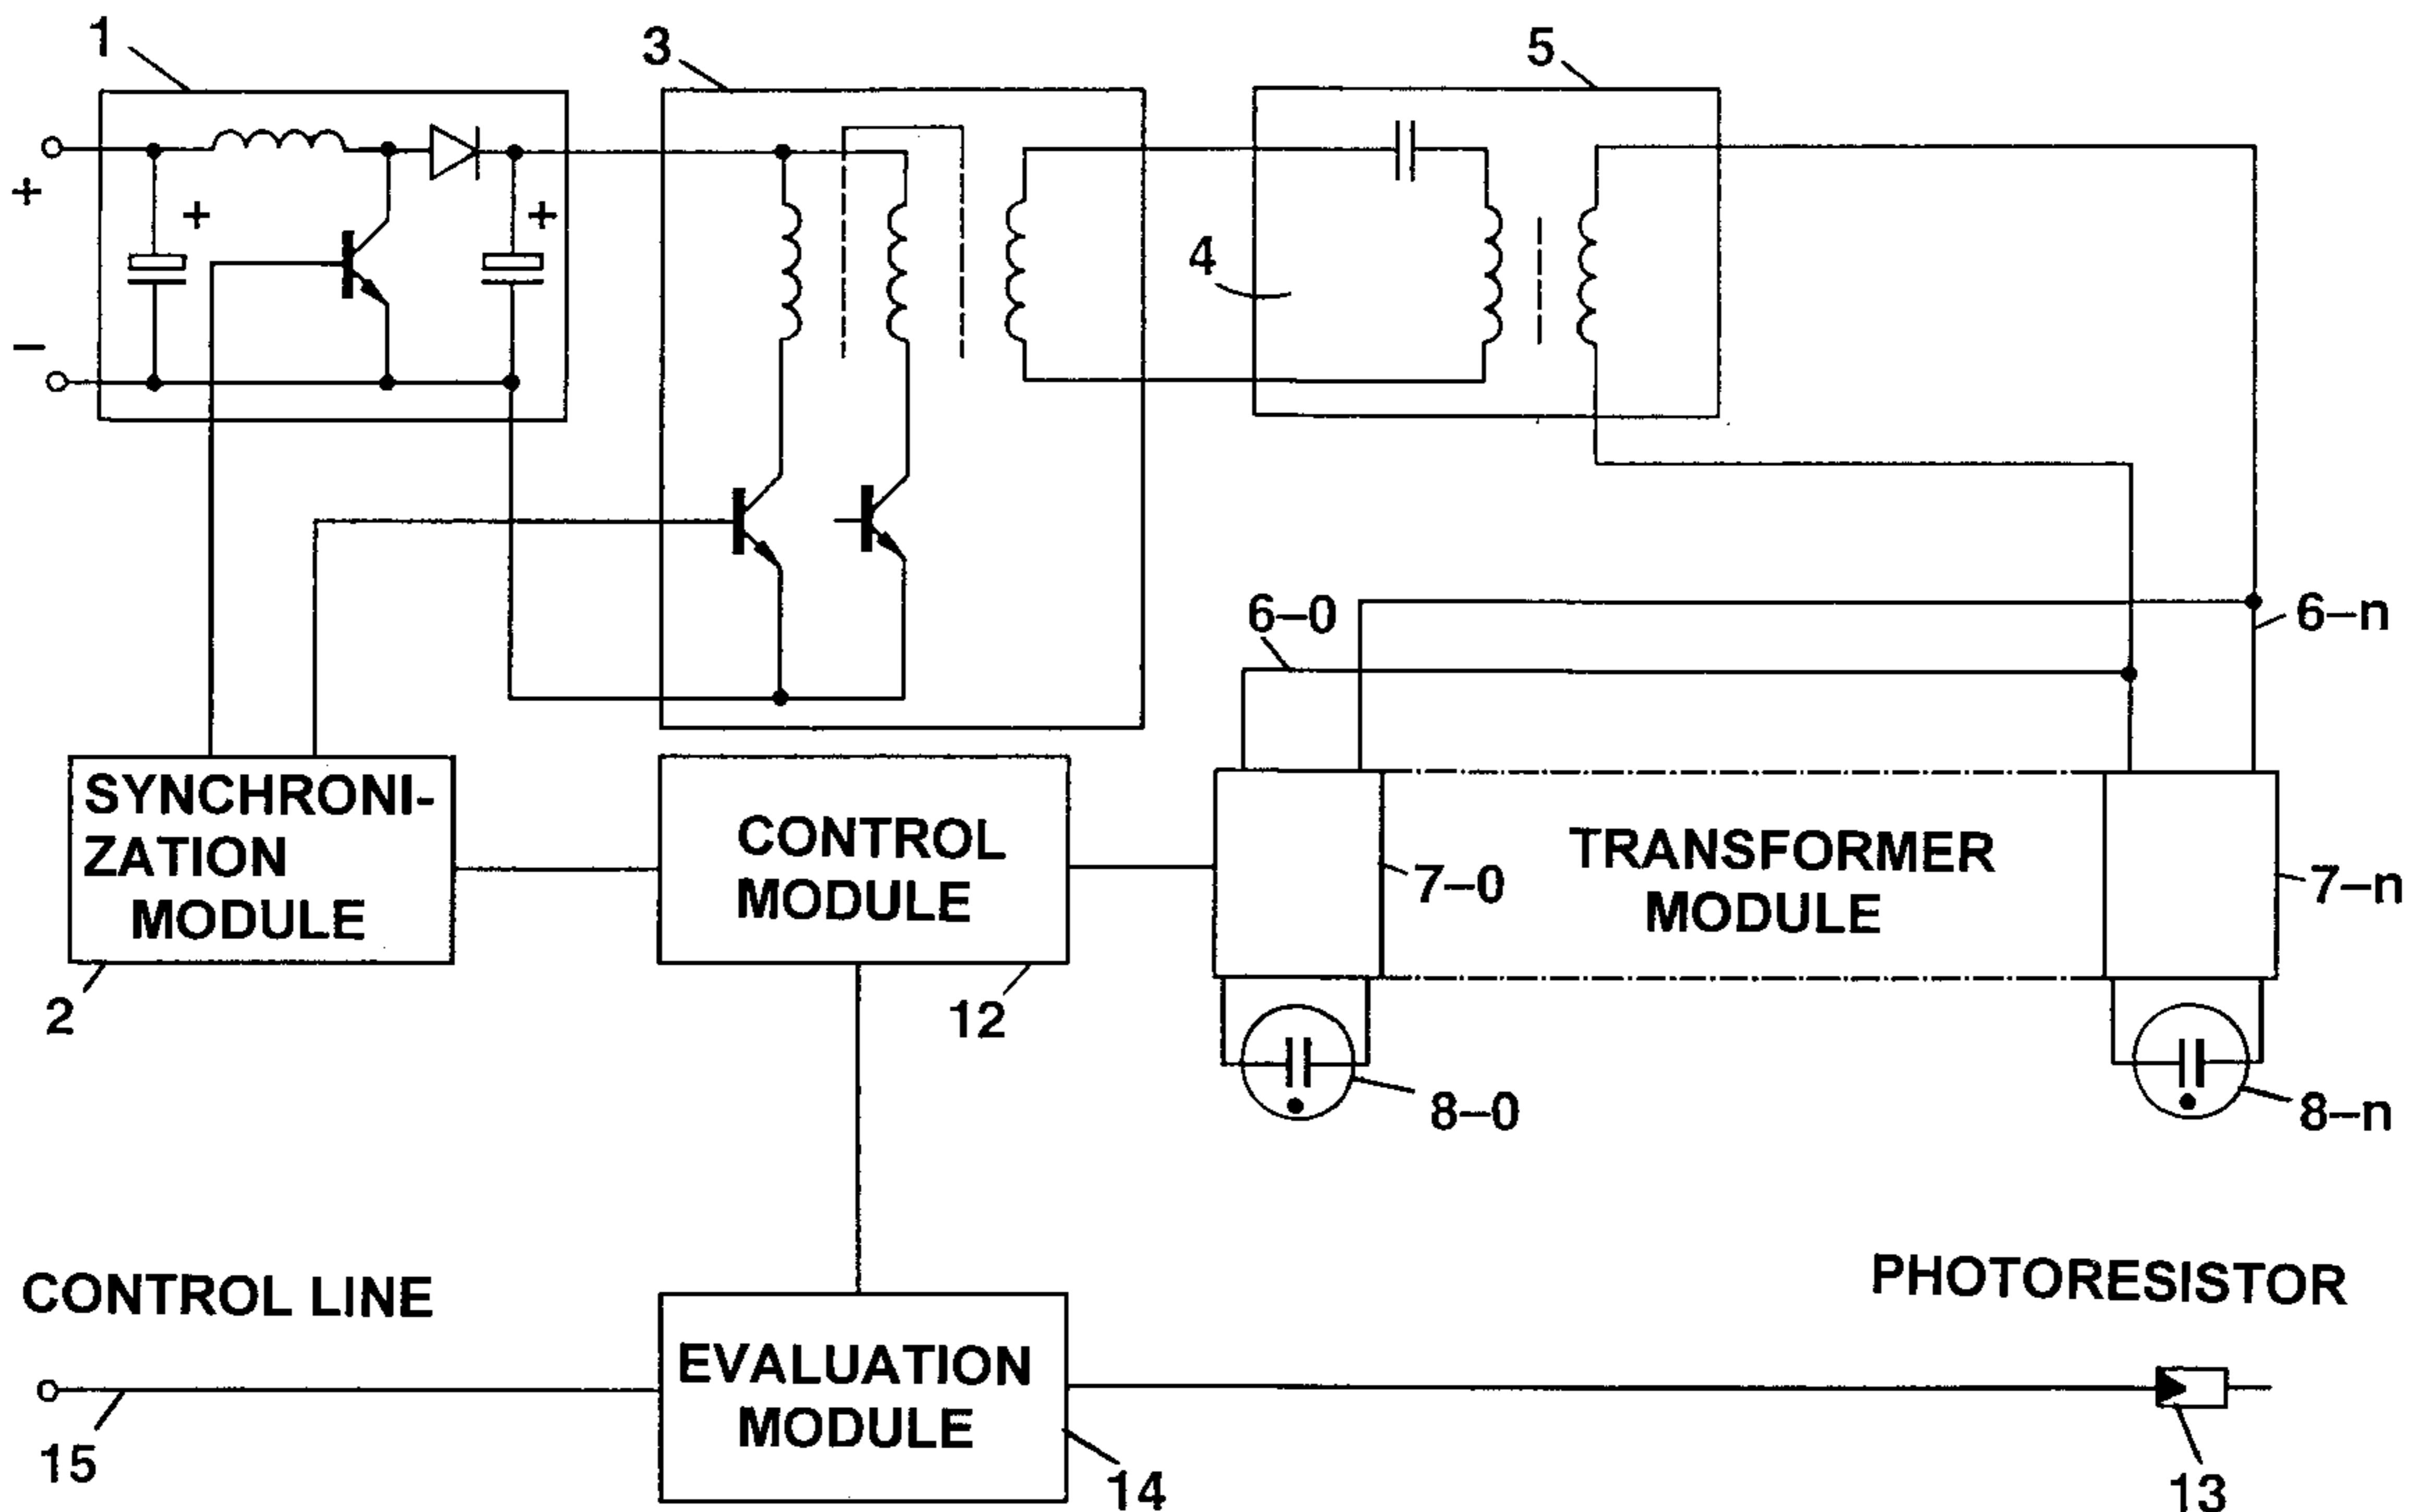 1
3
5
+
+
+
4
–
6–0
6–n
SYNCHRONI-
ZATION
MODULE
CONTROL
MODULE
TRANSFORMER
MODULE
7–0
7–n
2
12
8–0
8–n
CONTROL LINE
PHOTORESISTOR
EVALUATION
MODULE
15
14
13